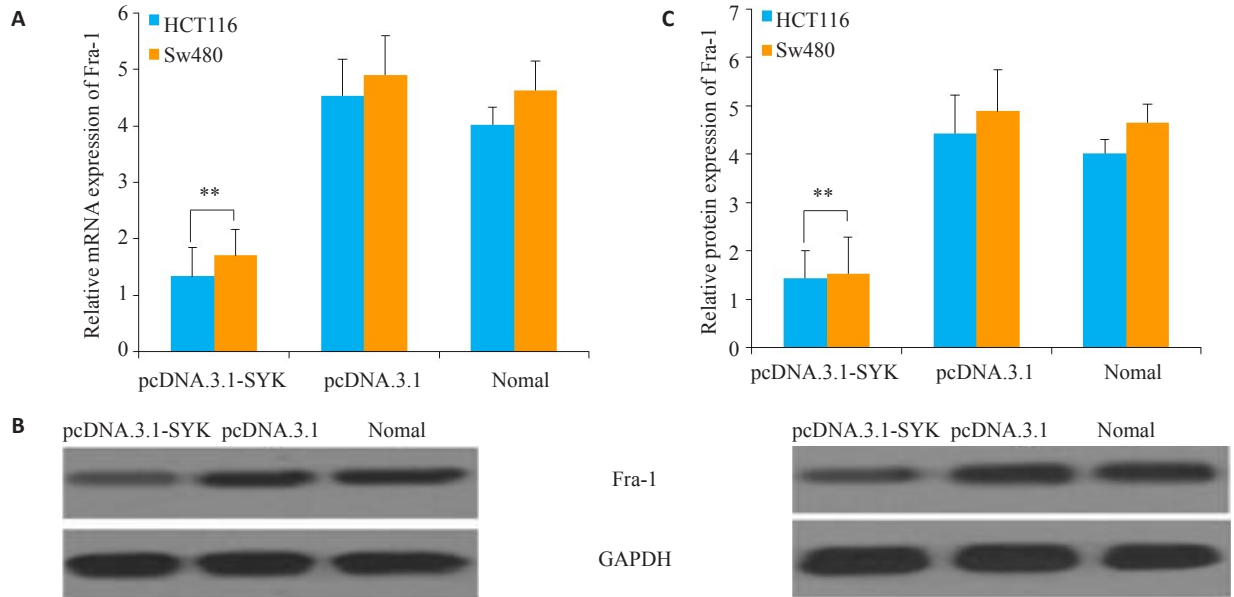 A
Relative mRNA expression of Fra-1
6
5
4
3
2
1
0
HCT116
Sw480
**
pcDNA.3.1-SYK
pcDNA.3.1
Nomal
C
Relative protein expression of Fra-1
7
6
5
4
3
2
1
0
HCT116
Sw480
**
pcDNA.3.1-SYK
pcDNA.3.1
Nomal
B
pcDNA.3.1-SYK pcDNA.3.1 Nomal
Fra-1
GAPDH
pcDNA.3.1-SYK pcDNA.3.1 Nomal